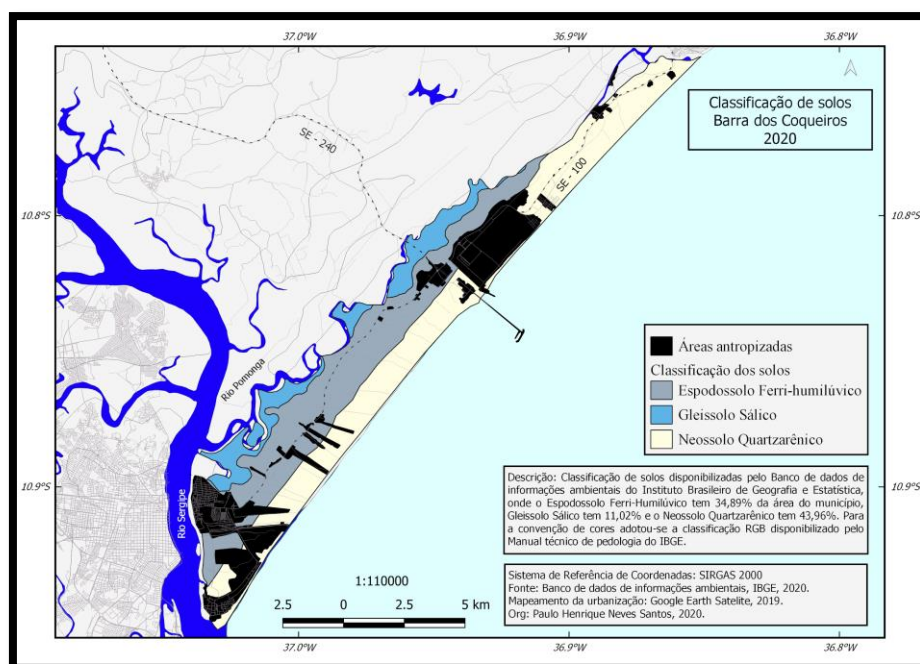 37.0°W
36.9°W
36.8°W
Classificação de solos
Barra dos Coqueiros
2020
SE - 240
SE - 100
10.8°S
10.8°S
Áreas antropizadas
Classificação dos solos
Espodossolo Ferri-humilúvico
Gleissolo Sálico
Neossolo Quartzarênico
Rio Pomonga
Rio Sergipe
10.9°S
10.9°S
Descrição: Classificação de solos disponibilizadas pelo Banco de dados de
informações ambientais do Instituto Brasileiro de Geografia e Estatística,
onde o Espodossolo Ferri-Humilúvico tem 34,89% da área do município,
Gleissolo Sálico tem 11,02% e o Neossolo Quartzarênico tem 43,96%. Para
a convenção de cores adotou-se a classificação RGB disponibilizado pelo
Manual técnico de pedologia do IBGE.
1:110000
2.5 0 2.5 5 km
Sistema de Referência de Coordenadas: SIRGAS 2000
Fonte: Banco de dados de informações ambientais, IBGE, 2020.
Mapeamento da urbanização: Google Earth Satelite, 2019.
Org: Paulo Henrique Neves Santos, 2020.
37.0°W
36.9°W
36.8°W